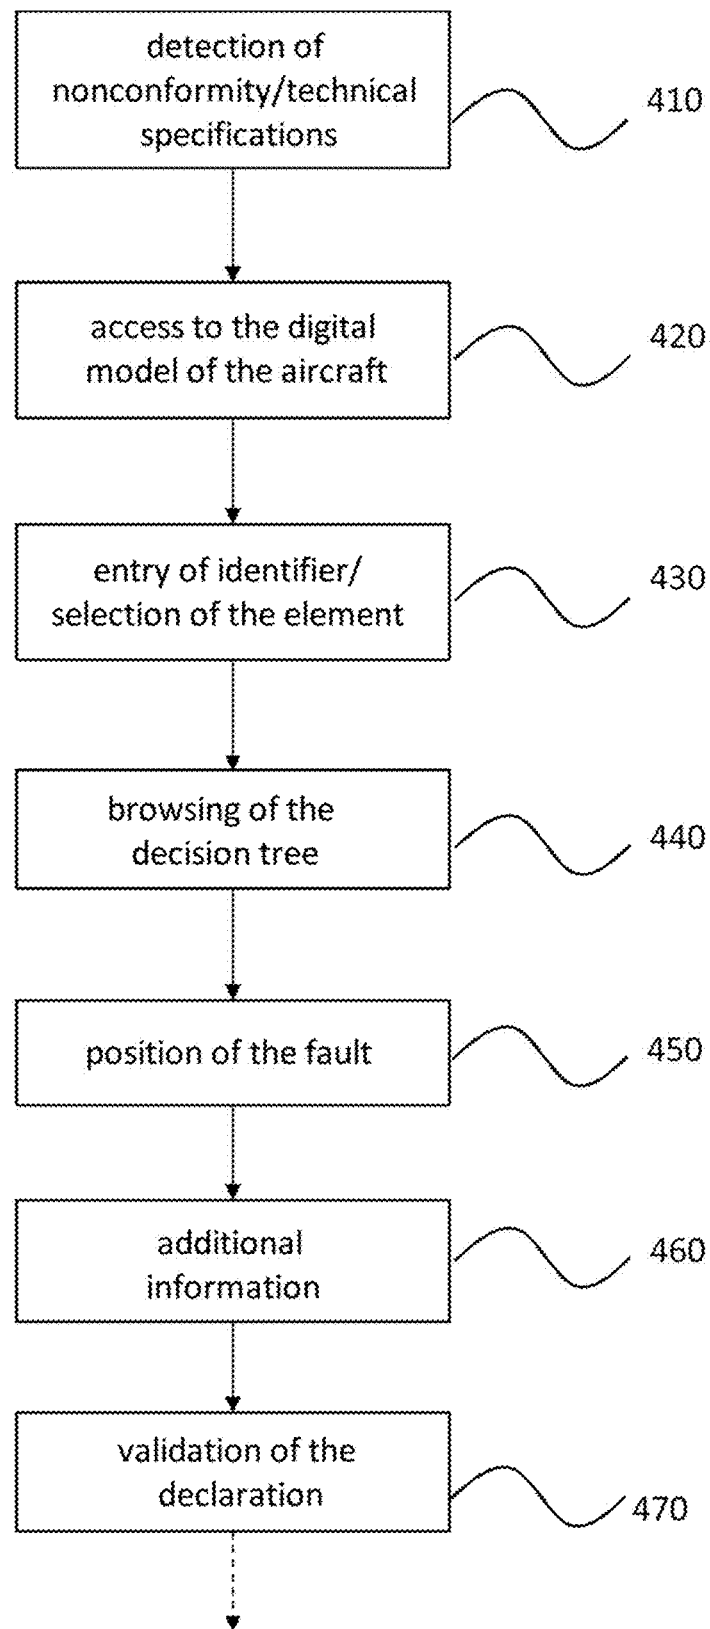 detection of
nonconformity/technical
specifications
410
access to the digital
model of the aircraft
420
entry of identifier/
selection of the element
430
browsing of the
decision tree
440
position of the fault
450
additional
information
460
validation of the
declaration
470